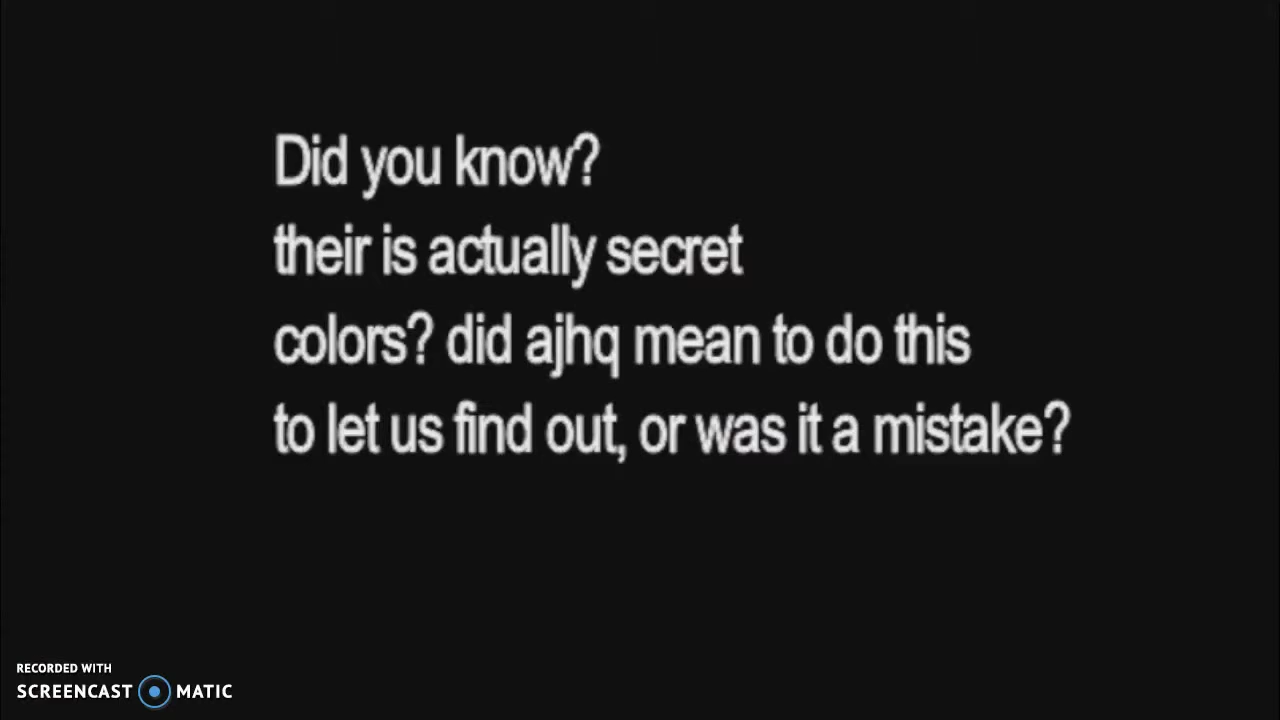 Did you know?
their is actually secret
colors? did ajhq mean to do this
to let us find out, or was it a mistake?
RECORDED WITH
SCREENCAST MATIC